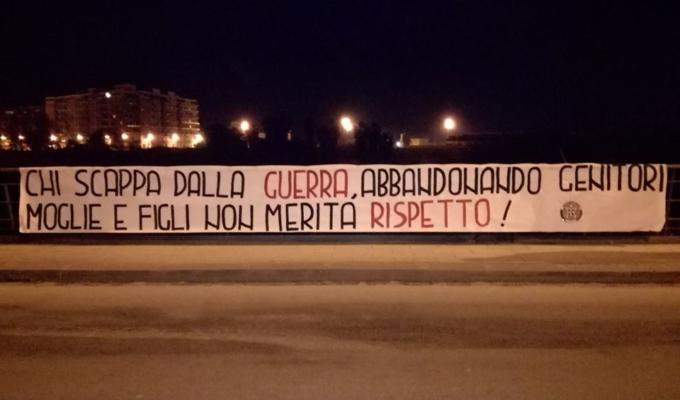 CHI SCAPPA DALLA GUERRA, ABBANDONANDO GENITORI
MOGLIE E FIGLI NON MERITA RISPETTO!